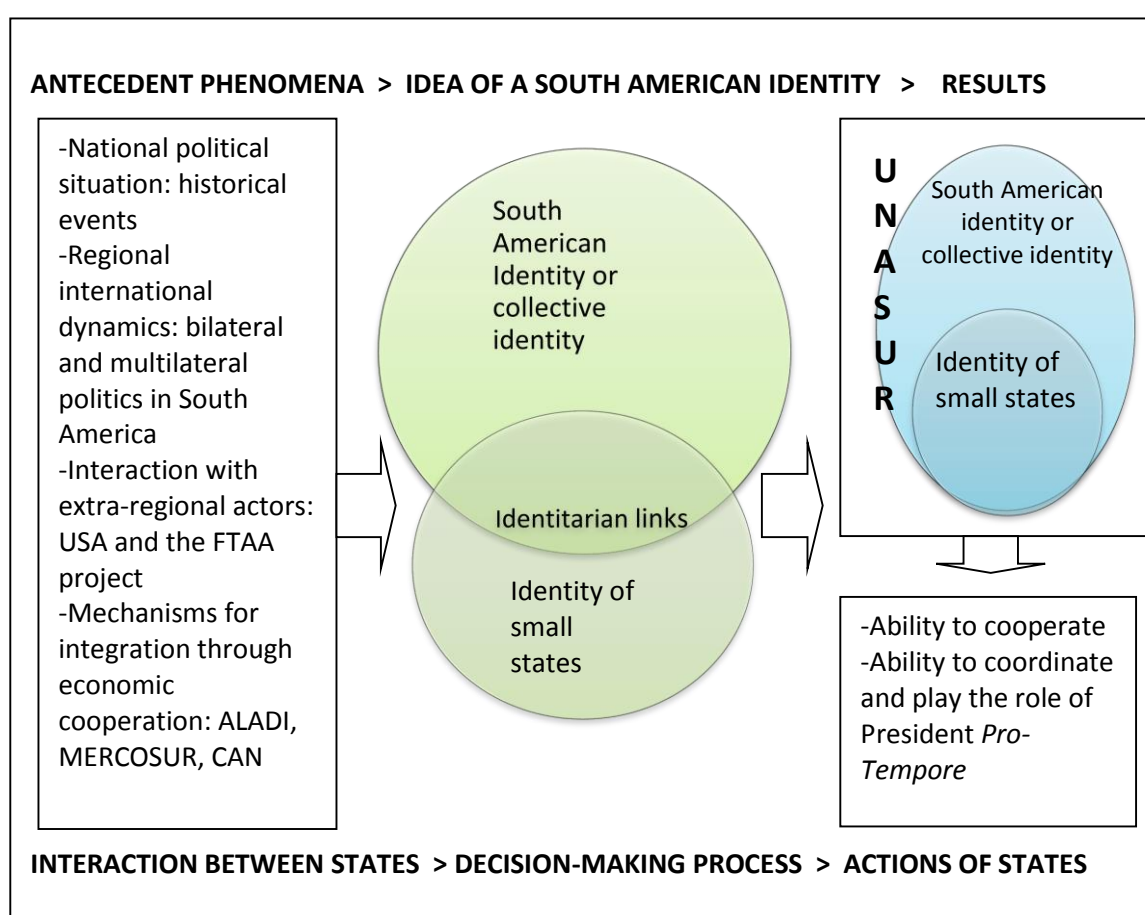 ANTECEDENT PHENOMENA > IDEA OF A SOUTH AMERICAN IDENTITY > RESULTS
-National political
situation: historical
events
-Regional
international
dynamics: bilateral
and multilateral
politics in South
America
-Interaction with
extra-regional actors:
USA and the FTAA
project
-Mechanisms for
integration through
economic
cooperation: ALADI,
MERCOSUR, CAN
South
American
Identity or
collective
identity
Identitarian links
Identity of
small
states
U
N
A
S
U
R
South American
identity or
collective identity
Identity of
small states
-Ability to cooperate
-Ability to coordinate
and play the role of
President Pro-
Tempore
INTERACTION BETWEEN STATES > DECISION-MAKING PROCESS > ACTIONS OF STATES